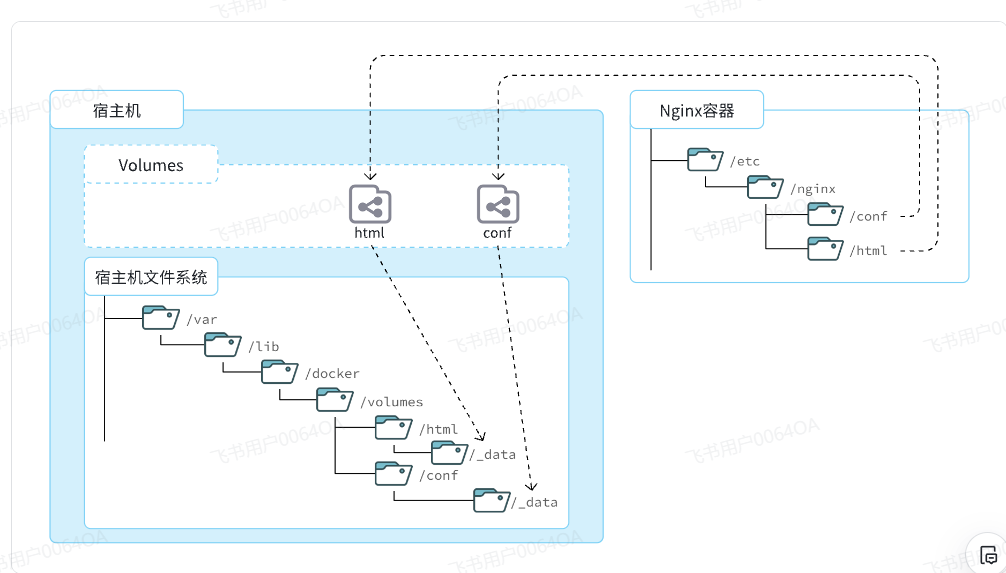 宿主机
Nginx容器
Volumes
html
conf
/etc
/nginx
/conf
/html
宿主机文件系统
/var
/lib
/docker
/volumes
/html
/_data
/conf
/_data
飞书用户0064OA